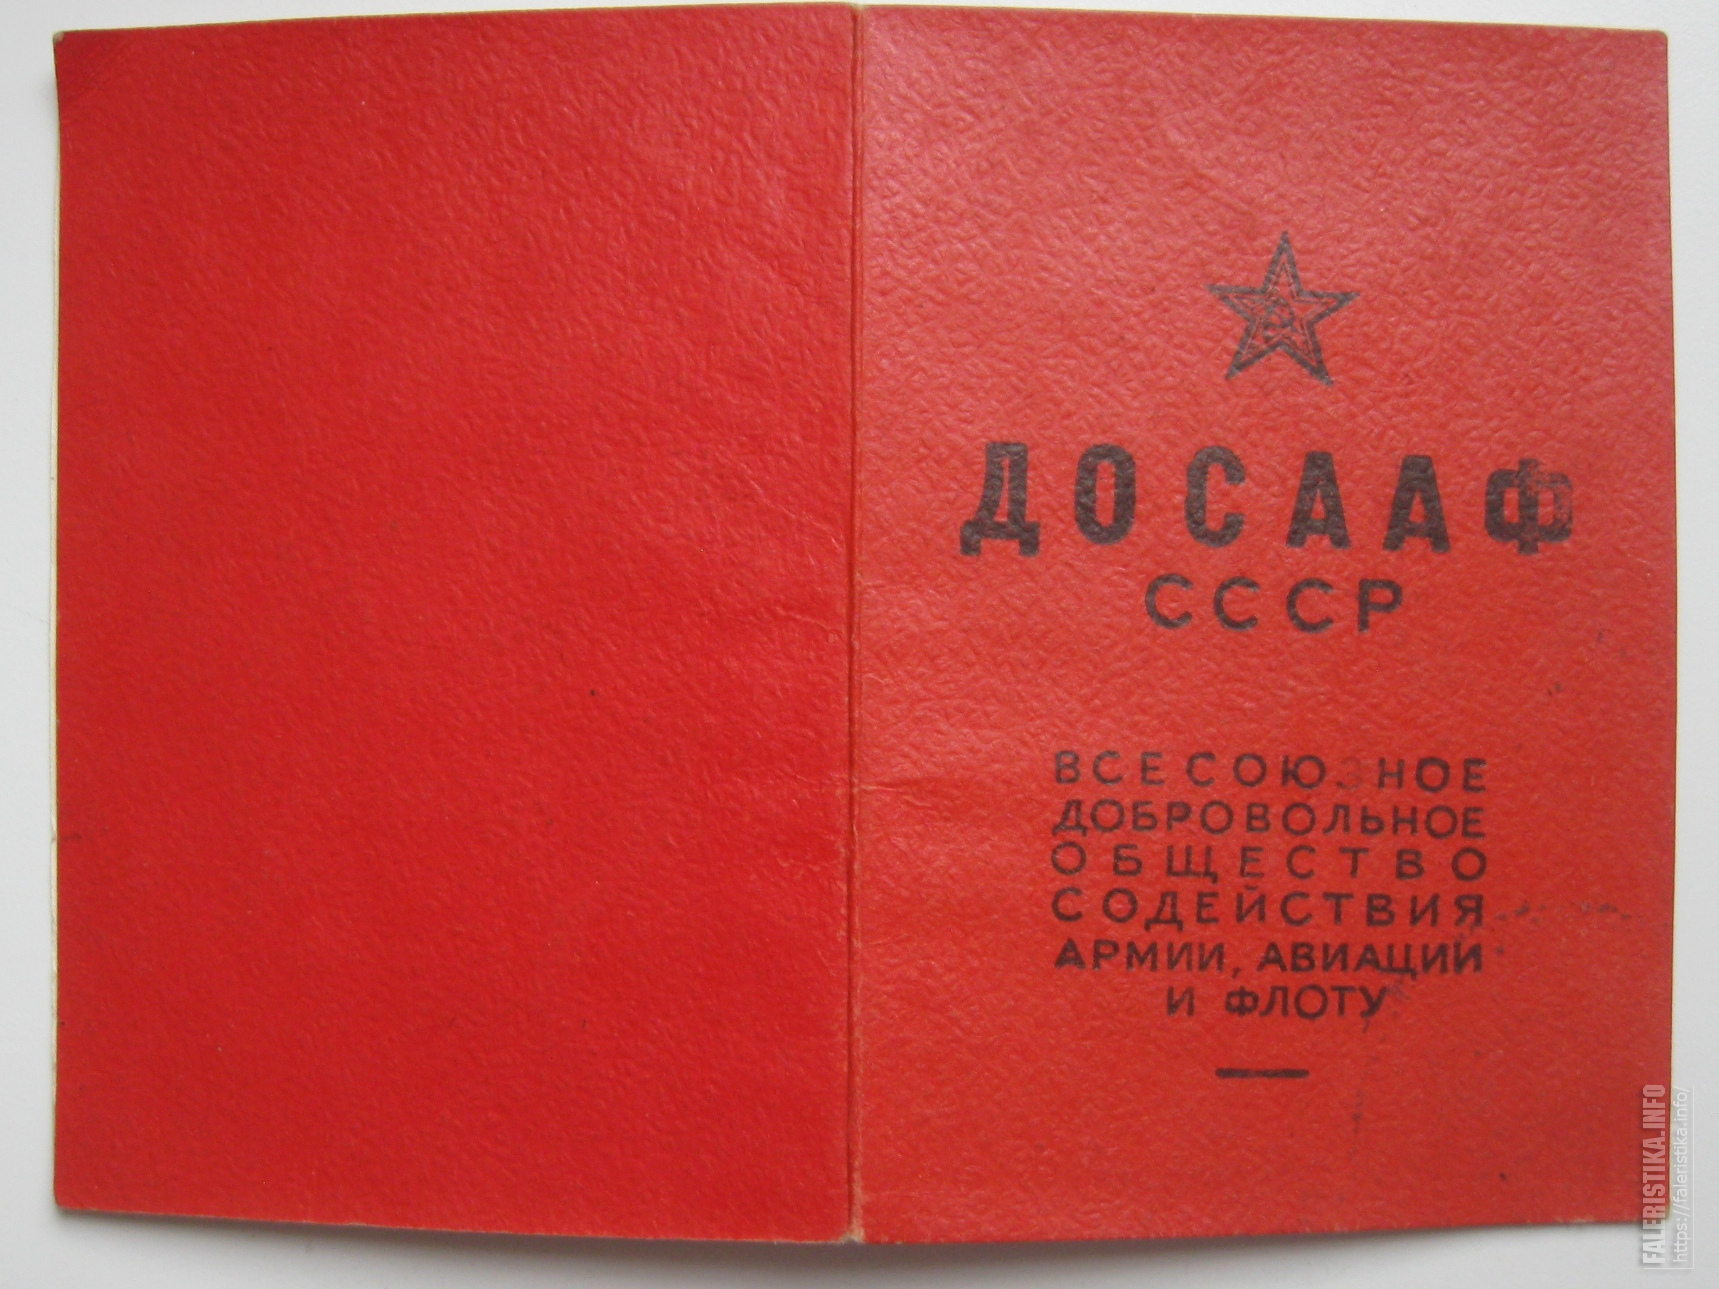 ДОСААФ
СССР
ВСЕСОЮЗНОЕ
ДОБРОВОЛЬНОЕ
ОБЩЕСТВО
СОДЕЙСТВИЯ
АРМИИ, АВИАЦИИ
И ФЛОТУ
FALERISTIKA.INFO
https://faleristika.info/